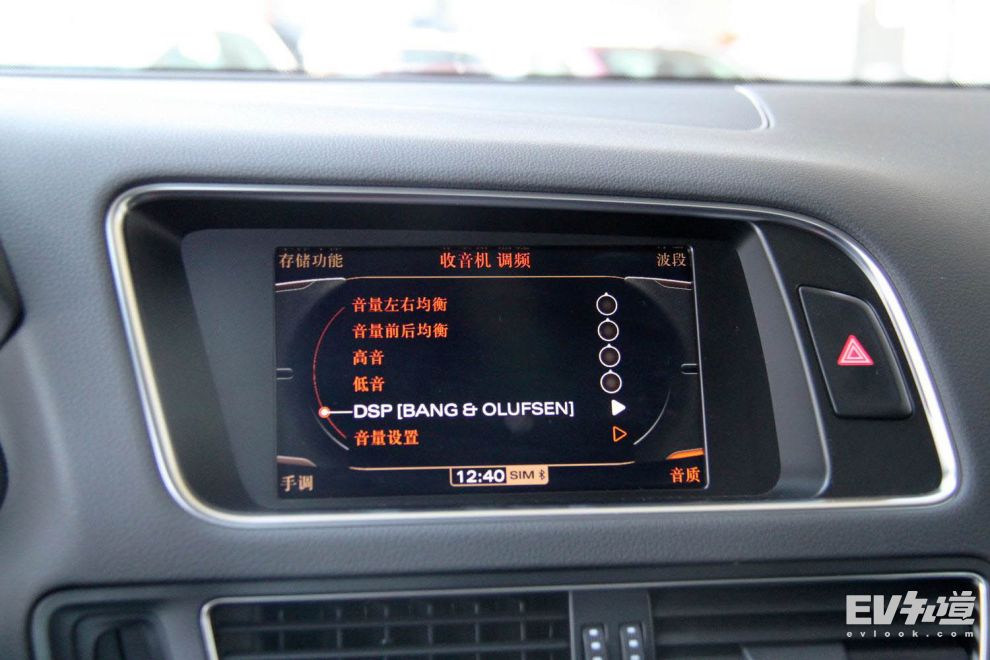 存储功能 收音机 调频 波段
音量左右均衡
音量前后均衡
高音
低音
DSP [BANG & OLUFSEN]
音量设置
手调 12:40 SIM 音质
EV知道
evlook.com